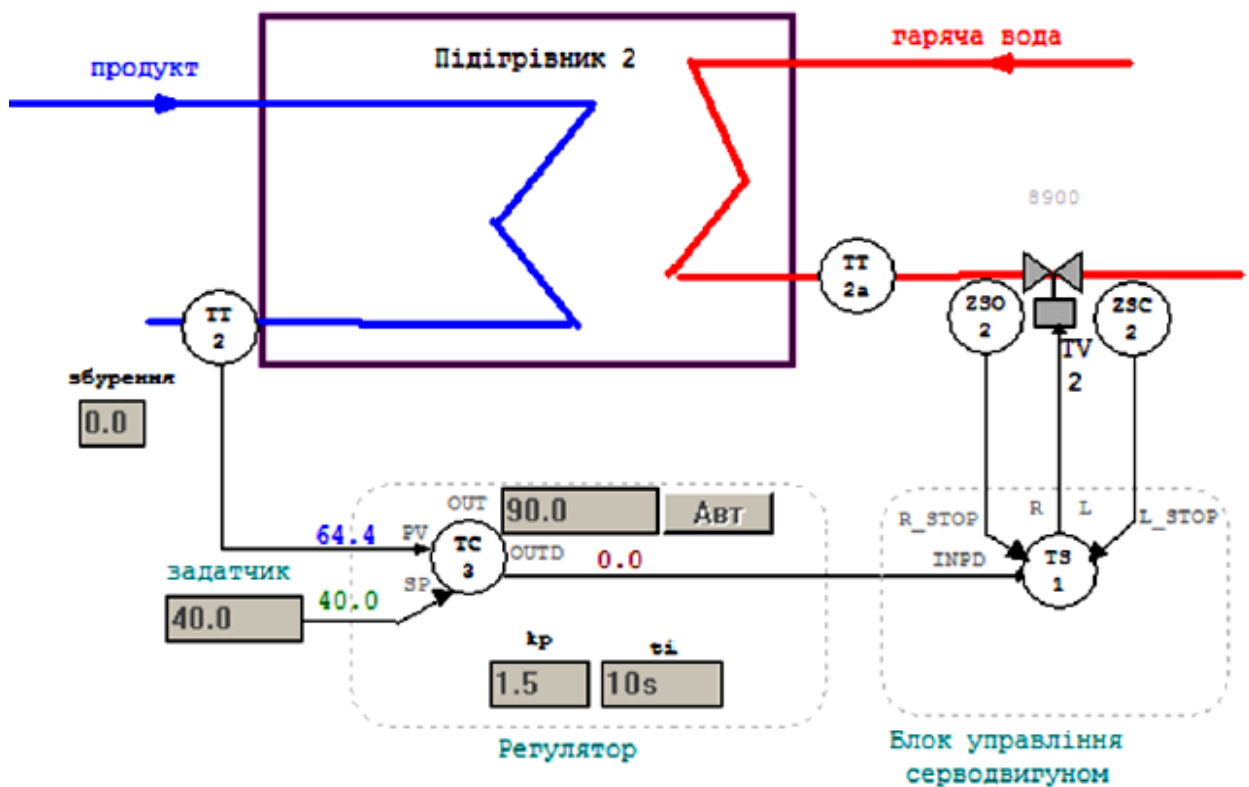 гаряча вода
Підігрівник 2
продукт
8900
TT
2a
ZSO
2
ZSC
2
TT
2
TV
2
збурення
0.0
OUT
90.0
Авт
R_STOP
R
L
L_STOP
64.4
PV
TC
3
OUTD
0.0
INPD
TS
1
задатчик
40.0
SP
40.0
kp
ti
1.5
10s
Регулятор
Блок управління
серводвигуном